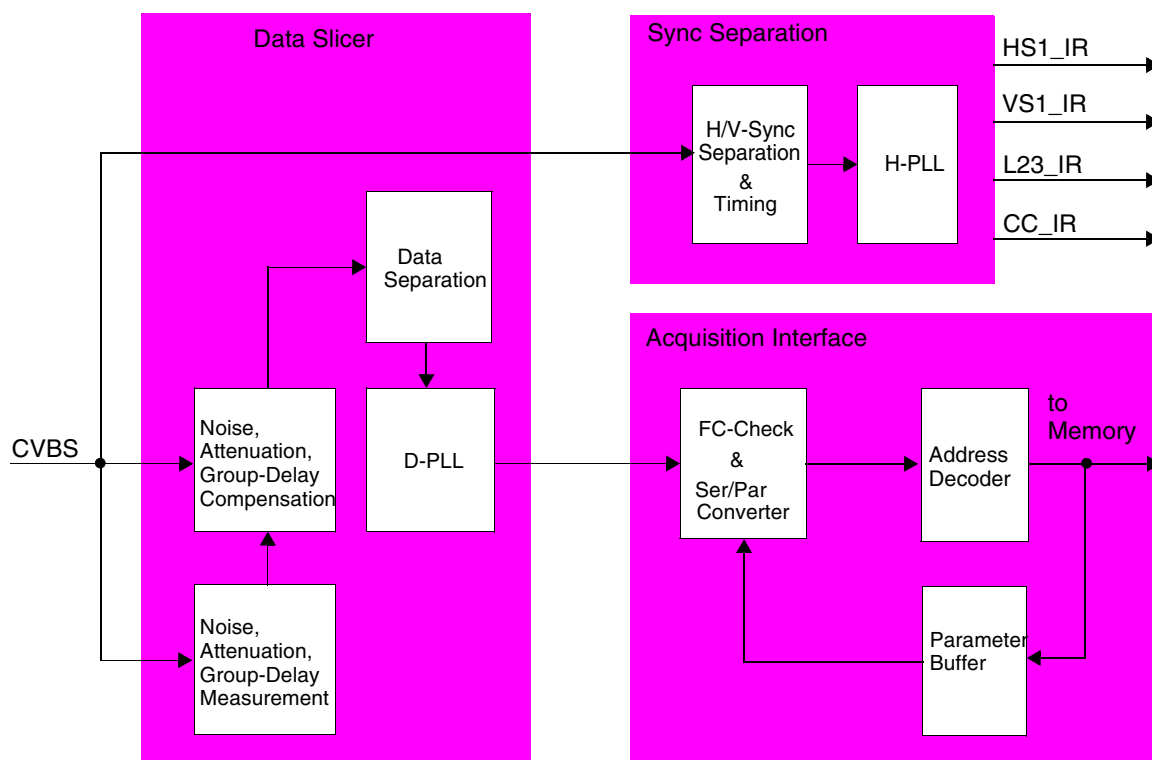 Data Slicer
Sync Separation
HS1_IR
VS1_IR
L23_IR
CC_IR
H/V-Sync
Separation
&
Timing
H-PLL
Data
Separation
Acquisition Interface
CVBS
Noise,
Attenuation,
Group-Delay
Compensation
D-PLL
FC-Check
&
Ser/Par
Converter
Address
Decoder
to
Memory
Noise,
Attenuation,
Group-Delay
Measurement
Parameter
Buffer